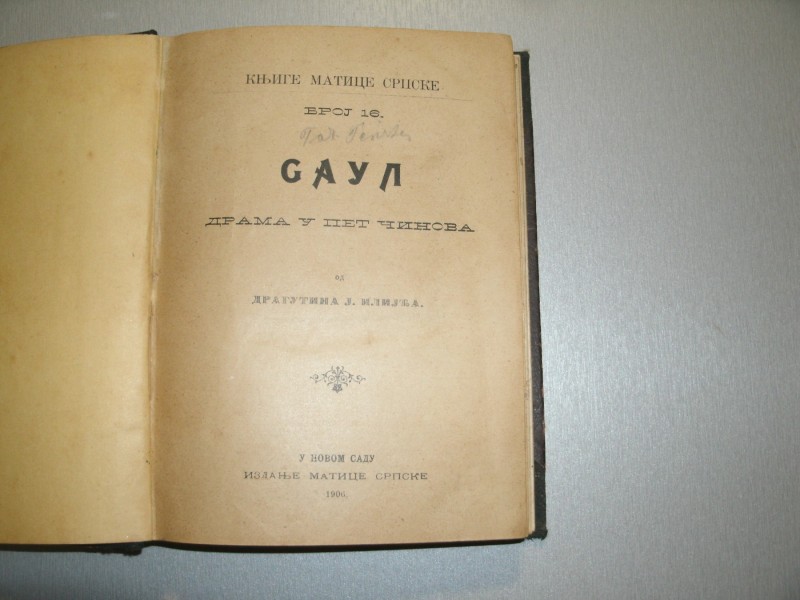 КЊИГЕ МАТИЦЕ СРПСКЕ
БРОЈ 16.
САУЛ
ДРАМА У ПЕТ ЧИНОВА
ОД
ДРАГУТИНА Ј. ИЛИЈЋА.
У НОВОМ САДУ
ИЗДАЊЕ МАТИЦЕ СРПСКЕ
1906.